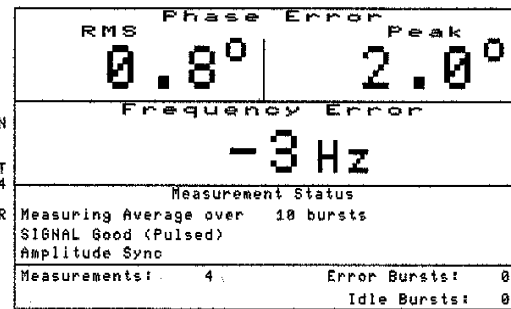 Phase Error
RMS Peak
0.8° 2.0°
Frequency Error
-3 Hz
N
T
4
R
Measurement Status
Measuring Average over 10 bursts
SIGNAL Good (Pulsed)
Amplitude Sync
Measurements: 4 Error Bursts: 0
Idle Bursts: 0